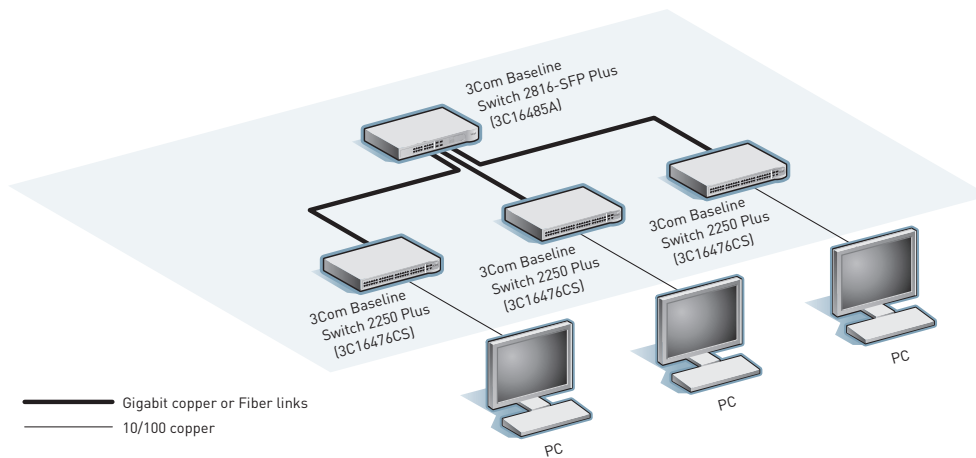 3Com Baseline
Switch 2816-SFP Plus
(3C16485A)
3Com Baseline
Switch 2250 Plus
(3C16476CS)
3Com Baseline
Switch 2250 Plus
(3C16476CS)
3Com Baseline
Switch 2250 Plus
(3C16476CS)
PC
PC
PC
Gigabit copper or Fiber links
10/100 copper